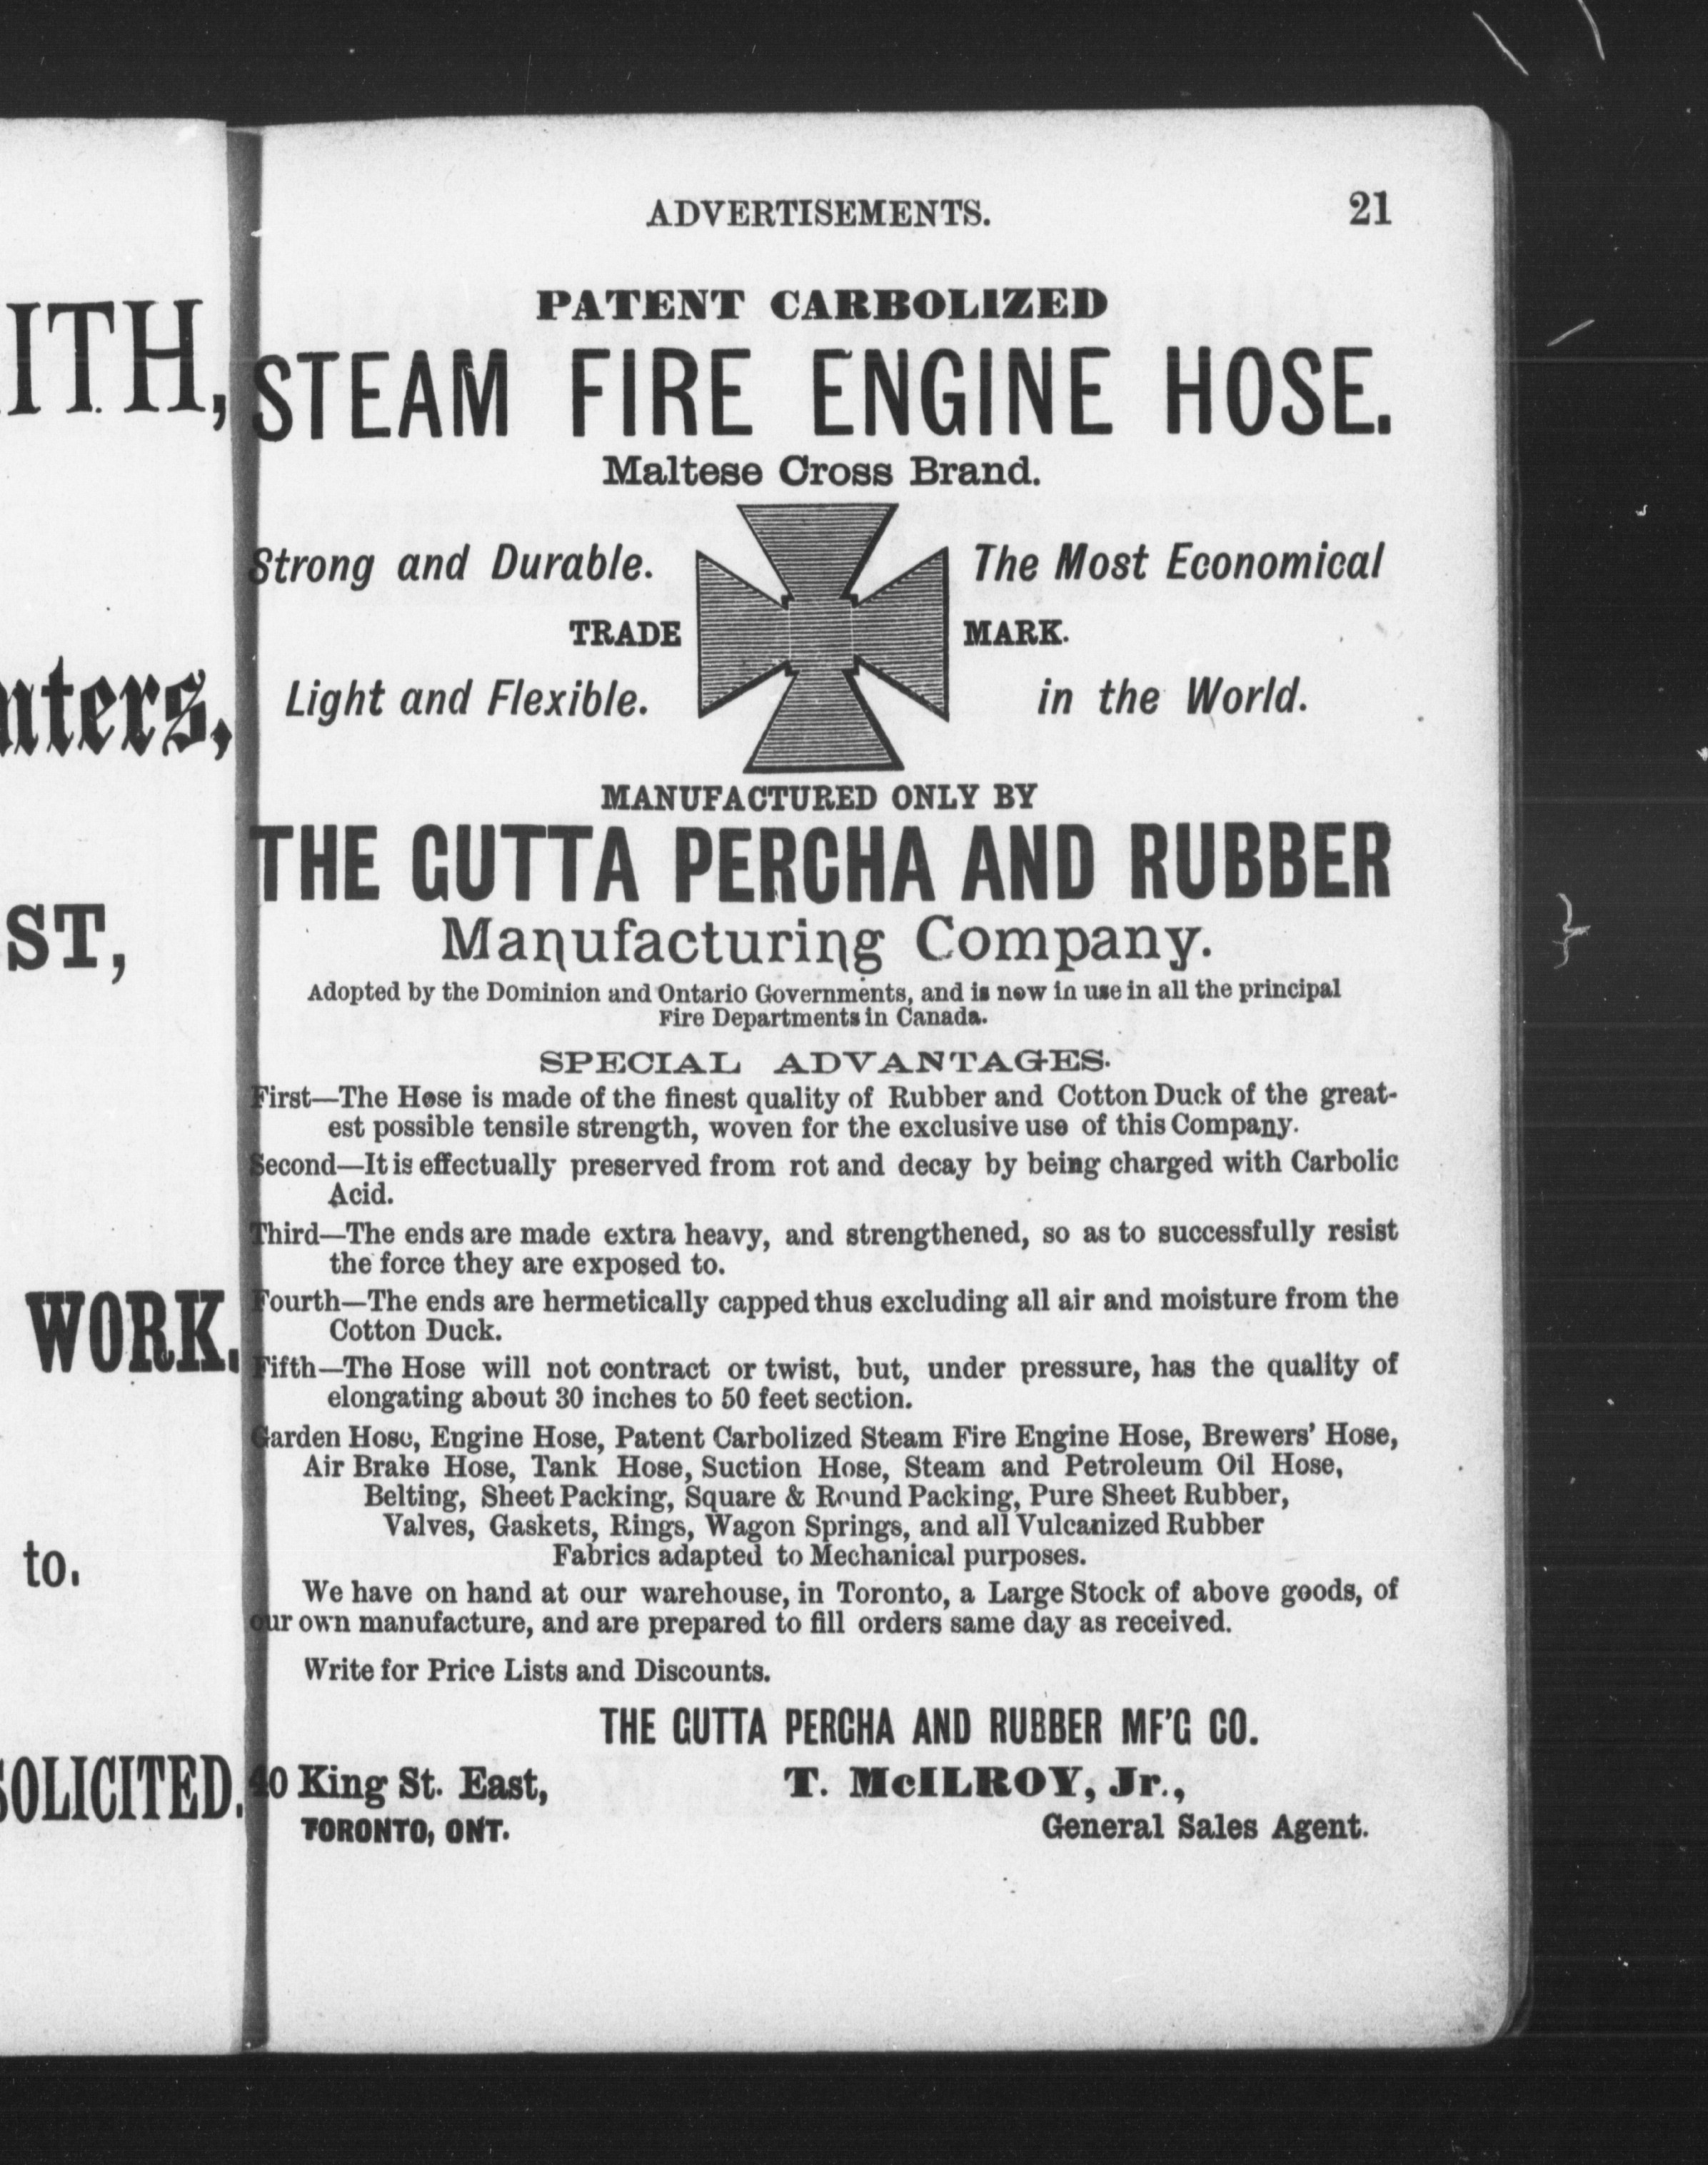 ADVERTISEMENTS. 21
PATENT CARBOLIZED
STEAM FIRE ENGINE HOSE.
Maltese Cross Brand.
Strong and Durable. The Most Economical
TRADE MARK.
Light and Flexible. in the World.
MANUFACTURED ONLY BY
THE GUTTA PERCHA AND RUBBER
Manufacturing Company.
Adopted by the Dominion and Ontario Governments, and is now in use in all the principal
Fire Departments in Canada.
SPECIAL ADVANTAGES.
First—The Hose is made of the finest quality of Rubber and Cotton Duck of the great-
est possible tensile strength, woven for the exclusive use of this Company.
Second—It is effectually preserved from rot and decay by being charged with Carbolic
Acid.
Third—The ends are made extra heavy, and strengthened, so as to successfully resist
the force they are exposed to.
Fourth—The ends are hermetically capped thus excluding all air and moisture from the
Cotton Duck.
Fifth—The Hose will not contract or twist, but, under pressure, has the quality of
elongating about 30 inches to 50 feet section.
Garden Hose, Engine Hose, Patent Carbolized Steam Fire Engine Hose, Brewers' Hose,
Air Brake Hose, Tank Hose, Suction Hose, Steam and Petroleum Oil Hose,
Belting, Sheet Packing, Square & Round Packing, Pure Sheet Rubber,
Valves, Gaskets, Rings, Wagon Springs, and all Vulcanized Rubber
Fabrics adapted to Mechanical purposes.
We have on hand at our warehouse, in Toronto, a Large Stock of above goods, of
our own manufacture, and are prepared to fill orders same day as received.
Write for Price Lists and Discounts.
THE GUTTA PERCHA AND RUBBER MF'G CO.
40 King St. East, T. McILROY, Jr.,
TORONTO, ONT. General Sales Agent.
ITH,
nters,
ST,
WORK.
to.
SOLICITED.